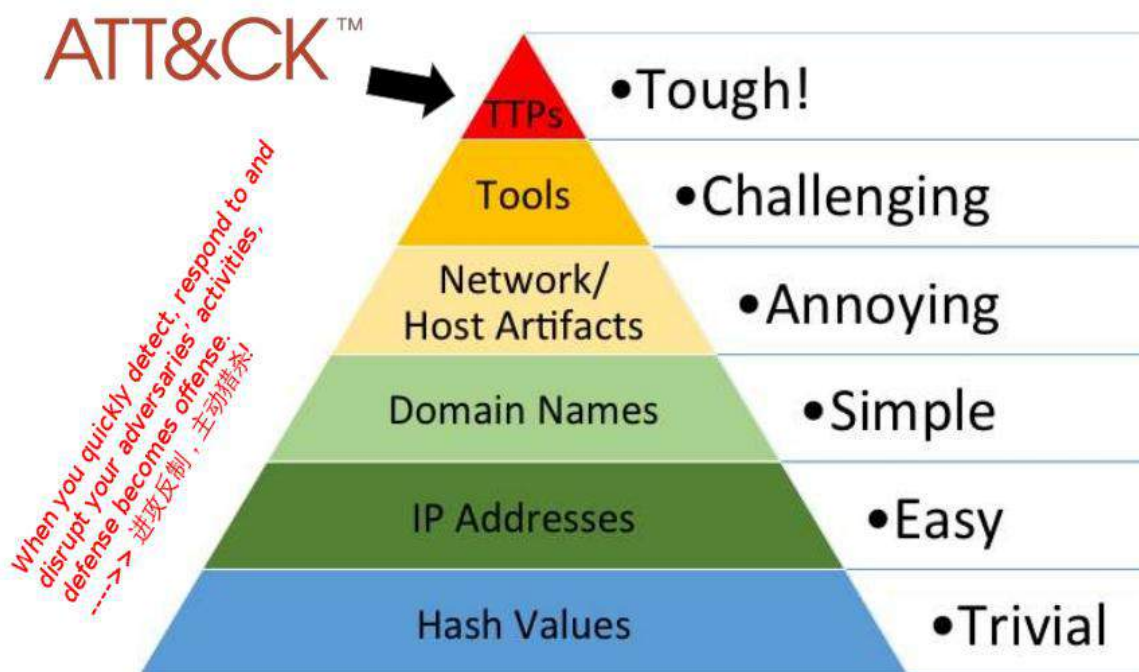 ATT&CK™
TTPs
•Tough!
Tools
•Challenging
Network/
Host Artifacts
•Annoying
Domain Names
•Simple
IP Addresses
•Easy
Hash Values
•Trivial
When you quickly detect, respond to and
disrupt your adversaries' activities,
defense becomes offense.
---->> 进攻反制，主动猎杀!